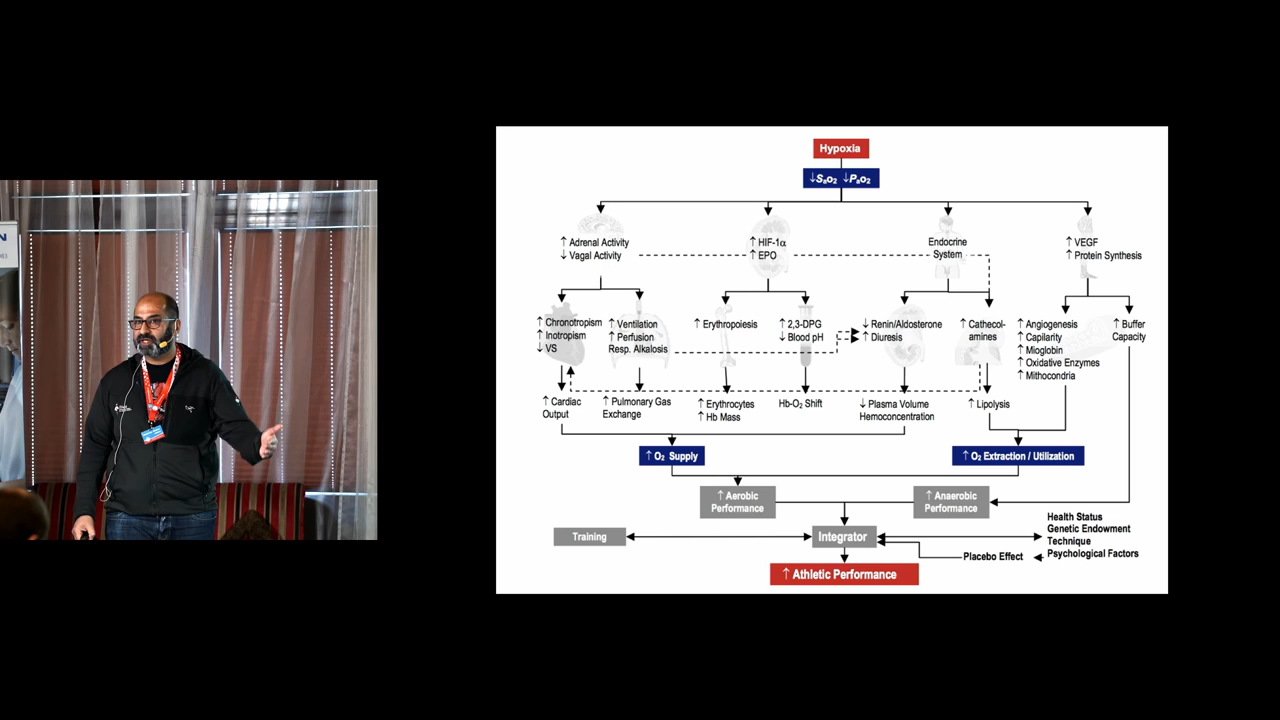 N
Hypoxia
↓SaO2 ↓PaO2
↑ Adrenal Activity
↓ Vagal Activity
↑ HIF-1α
↑ EPO
Endocrine
System
↑ VEGF
↑ Protein Synthesis
↑ Chronotropism
↑ Inotropism
↓ VS
↑ Ventilation
↑ Perfusion
Resp. Alkalosis
↑ Erythropoiesis
↑ 2,3-DPG
↓ Blood pH
↓ Renin/Aldosterone
↑ Diuresis
↑ Cathecol-
amines
↑ Angiogenesis
↑ Capilarity
↑ Mioglobin
↑ Oxidative Enzymes
↑ Mithocondria
↑ Buffer
Capacity
↑ Cardiac
Output
↑ Pulmonary Gas
Exchange
↑ Erythrocytes
↑ Hb Mass
Hb-O2 Shift
↓ Plasma Volume
Hemoconcentration
↑ Lipolysis
↑ O2 Supply
↑ O2 Extraction / Utilization
↑ Aerobic
Performance
↑ Anaerobic
Performance
Training
Integrator
Health Status
Genetic Endowment
Technique
Psychological Factors
Placebo Effect
↑ Athletic Performance